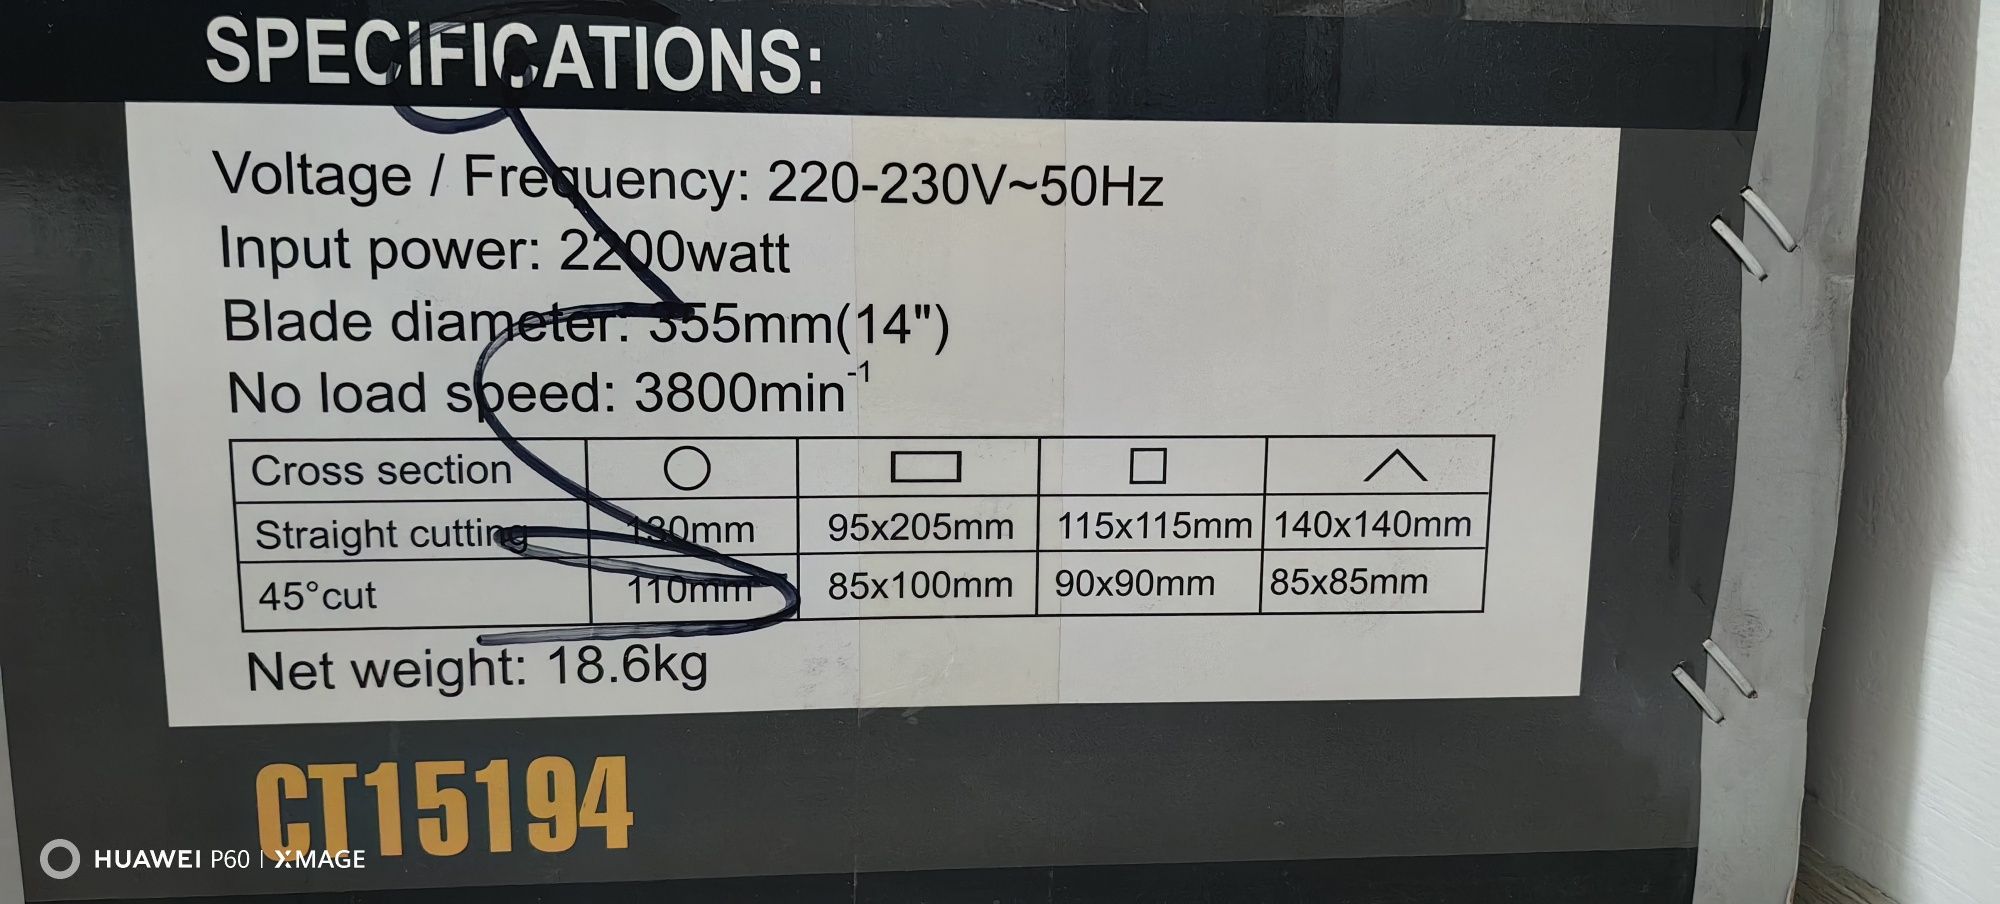 SPECIFICATIONS:
Voltage / Frequency: 220-230V~50Hz
Input power: 2200watt
Blade diameter: 355mm(14")
No load speed: 3800min-1
Cross section
Straight cutting 130mm 95x205mm 115x115mm 140x140mm
45°cut 110mm 85x100mm 90x90mm 85x85mm
Net weight: 18.6kg
CT15194
HUAWEI P60 | XMAGE